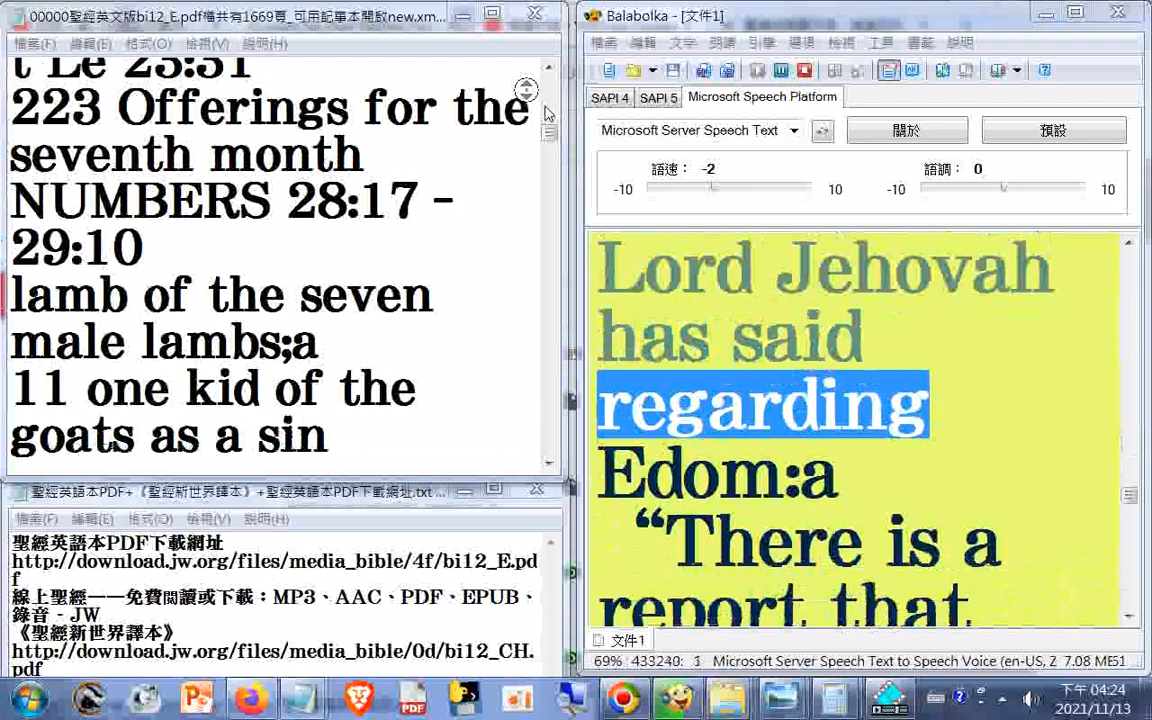 00000聖經英文版bi12_E.pdf檔共有1669頁_可用記事本開啟new.xm...
檔案(F) 編輯(E) 格式(O) 檢視(V) 說明(H)
t Le 23:31
223 Offerings for the
seventh month
NUMBERS 28:17 -
29:10
lamb of the seven
male lambs;a
11 one kid of the
goats as a sin
聖經英語本PDF+《聖經新世界譯本》+聖經英語本PDF下載網址.txt ...
檔案(F) 編輯(E) 格式(O) 檢視(V) 說明(H)
聖經英語本PDF下載網址
http://download.jw.org/files/media_bible/4f/bi12_E.pd
f
線上聖經——免費閱讀或下載：MP3、AAC、PDF、EPUB、
錄音 - JW
《聖經新世界譯本》
http://download.jw.org/files/media_bible/0d/bi12_CH.
pdf
Balabolka - [文件1]
檔案 編輯 文字 朗讀 引擎 選項 檢視 工具 書籤 說明
SAPI 4 SAPI 5 Microsoft Speech Platform
Microsoft Server Speech Text 關於 預設
語速： -2 語調： 0
-10 10 -10 10
Lord Jehovah
has said
regarding
Edom:a
“There is a
report that
文件1
69% 433240: 1 Microsoft Server Speech Text to Speech Voice (en-US, Z 7.08 ME51
PDF
下午 04:24
2021/11/13